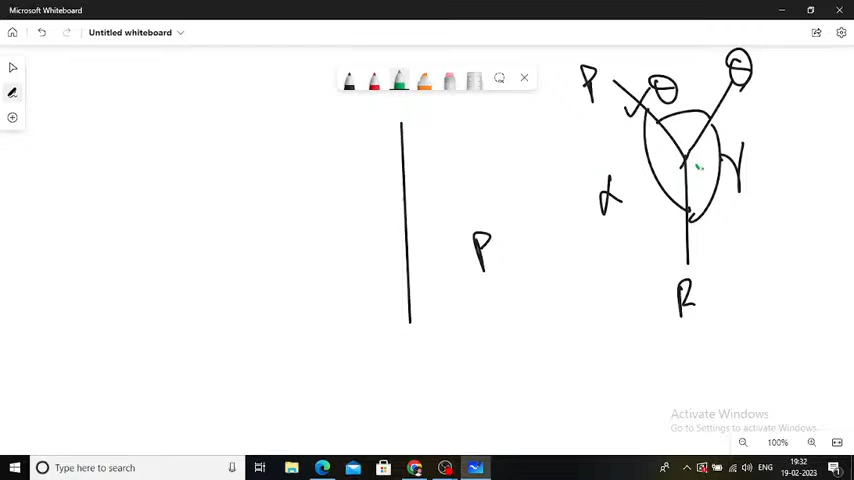 Microsoft Whiteboard
Untitled whiteboard
P
θ
θ
γ
α
P
R
Activate Windows
Go to Settings to activate Windows.
100%
Type here to search
ENG
19:32
19-02-2023